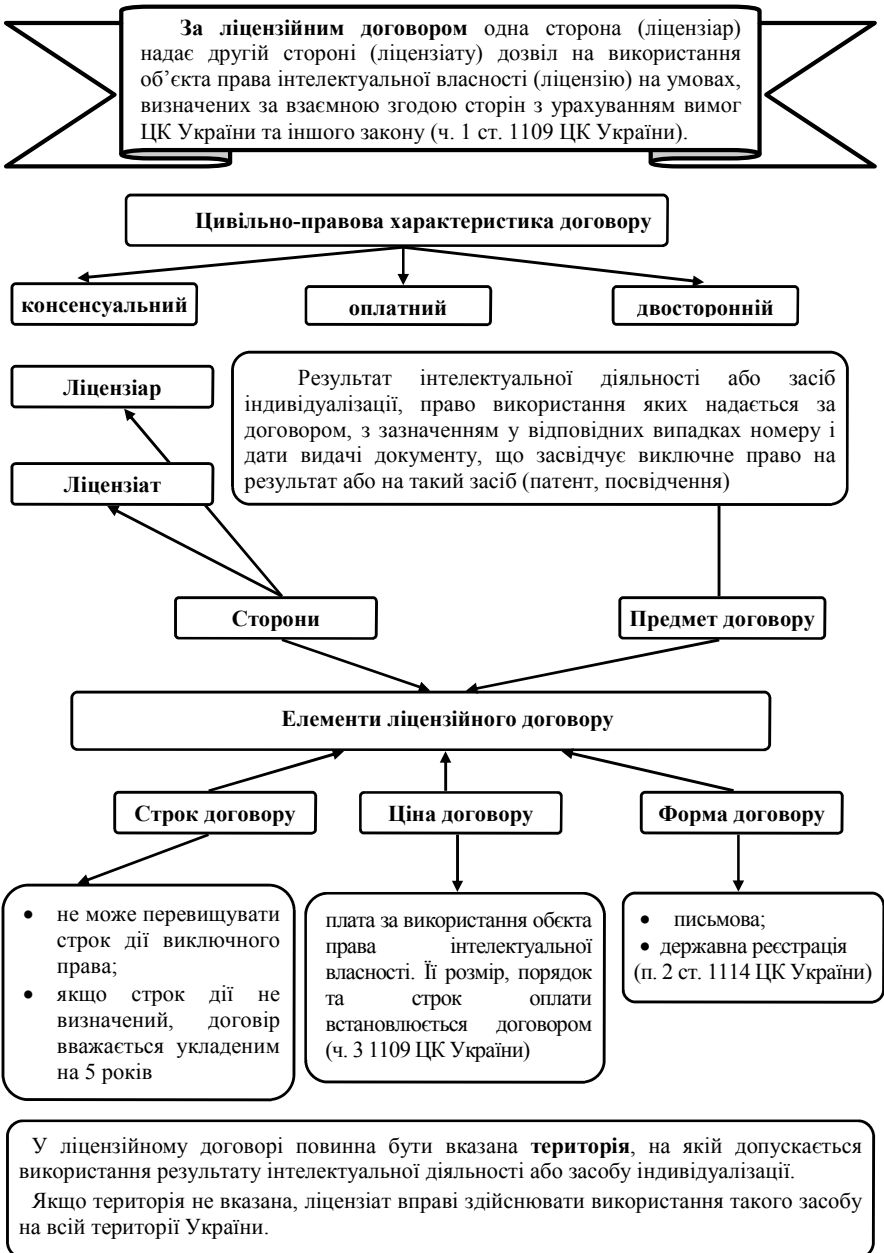 За ліцензійним договором одна сторона (ліцензіар)
надає другій стороні (ліцензіату) дозвіл на використання
об’єкта права інтелектуальної власності (ліцензію) на умовах,
визначених за взаємною згодою сторін з урахуванням вимог
ЦК України та іншого закону (ч. 1 ст. 1109 ЦК України).
Цивільно-правова характеристика договору
консенсуальний
оплатний
двосторонній
Ліцензіар
Ліцензіат
Результат інтелектуальної діяльності або засіб
індивідуалізації, право використання яких надається за
договором, з зазначенням у відповідних випадках номеру і
дати видачі документу, що засвідчує виключне право на
результат або на такий засіб (патент, посвідчення)
Сторони
Предмет договору
Елементи ліцензійного договору
Строк договору
Ціна договору
Форма договору
• не може перевищувати
строк дії виключного
права;
• якщо строк дії не
визначений, договір
вважається укладеним
на 5 років
плата за використання обєкта
права інтелектуальної
власності. Її розмір, порядок
та строк оплати
встановлюється договором
(ч. 3 1109 ЦК України)
• письмова;
• державна реєстрація
(п. 2 ст. 1114 ЦК України)
У ліцензійному договорі повинна бути вказана територія, на якій допускається
використання результату інтелектуальної діяльності або засобу індивідуалізації.
Якщо територія не вказана, ліцензіат вправі здійснювати використання такого засобу
на всій території України.